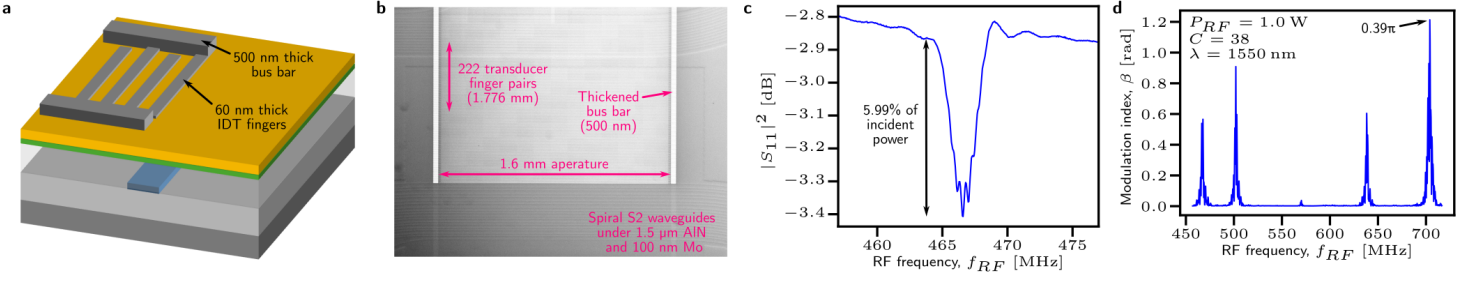 a
500 nm thick
bus bar
60 nm thick
IDT fingers
b
222 transducer
finger pairs
(1.776 mm)
Thickened
bus bar
(500 nm)
1.6 mm aperature
Spiral S2 waveguides
under 1.5 μm AlN
and 100 nm Mo
c
|S11|² [dB]
−2.8
−2.9
−3.0
−3.1
−3.2
−3.3
−3.4
5.99% of
incident
power
460 465 470 475
RF frequency, fRF [MHz]
d
Modulation index, β [rad]
1.2
1.0
0.8
0.6
0.4
0.2
0.0
PRF = 1.0 W
C = 38
λ = 1550 nm
0.39π
450 500 550 600 650 700
RF frequency, fRF [MHz]